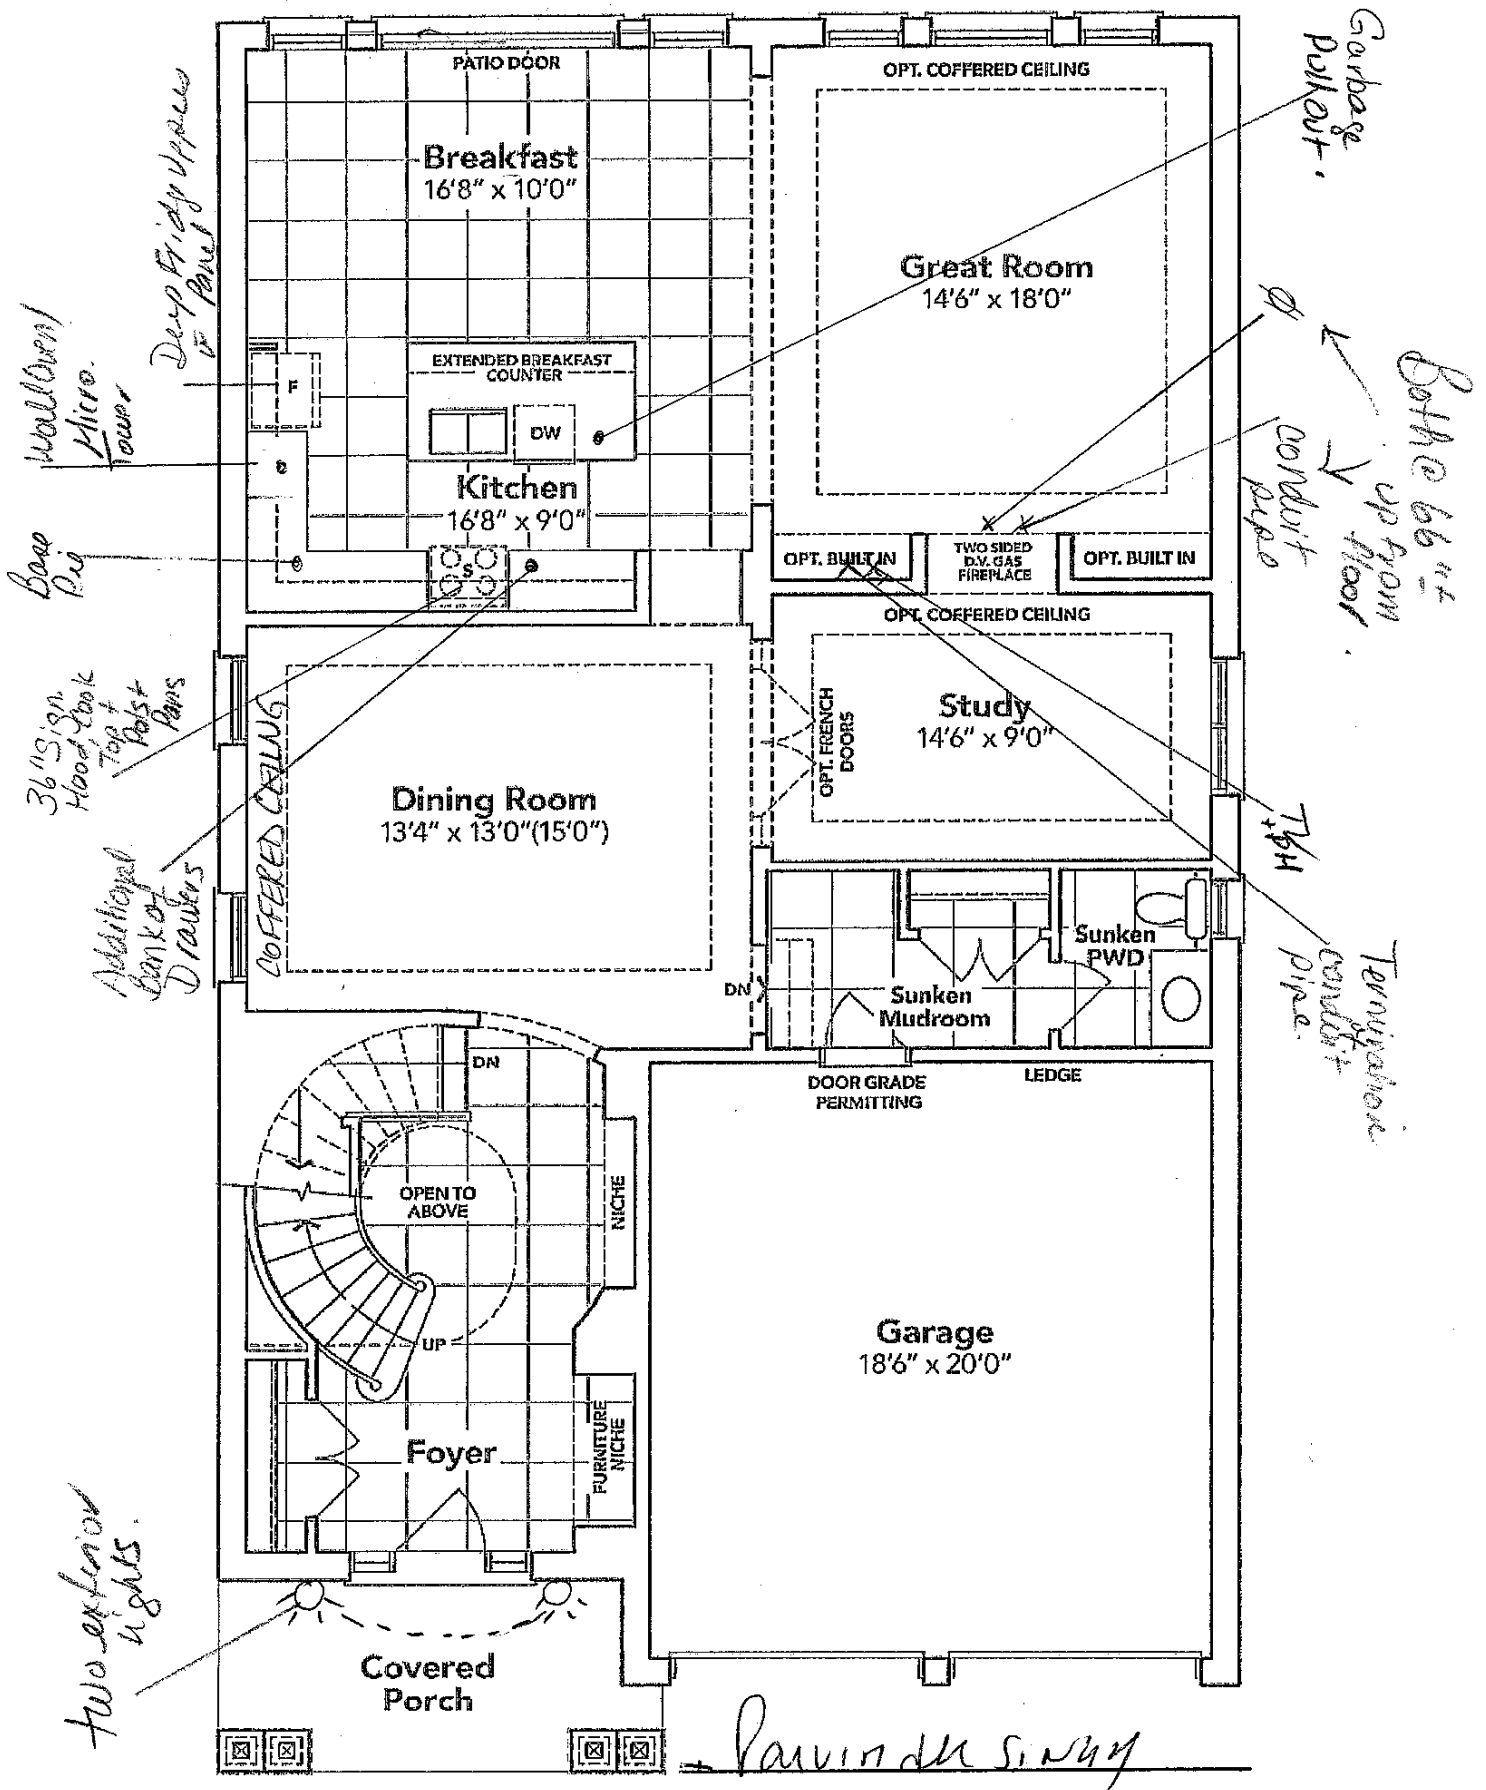 PATIO DOOR
Breakfast
16'8" x 10'0"
OPT. COFFERED CEILING
Great Room
14'6" x 18'0"
Garbage
Pullout.
Deep Fridge Uppers
Panel
Wall Oven/
Micro.
Tower
F
EXTENDED BREAKFAST
COUNTER
DW
Kitchen
16'8" x 9'0"
S
Base
OPT. BUILT IN
TWO SIDED
D.V. GAS
FIREPLACE
OPT. BUILT IN
Both @ 66"
up from
floor.
conduit
pipe
36" Sign.
Hood, Cook
Top +
Pots +
Pans
Additional
Bank of
Drawers
COFFERED CEILING
Dining Room
13'4" x 13'0"(15'0")
OPT. COFFERED CEILING
OPT. FRENCH
DOORS
Study
14'6" x 9'0"
Termination
of
conduit
pipe.
Sunken
PWD
DN
Sunken
Mudroom
DOOR GRADE
PERMITTING
LEDGE
DN
OPEN TO
ABOVE
NICHE
UP
Garage
18'6" x 20'0"
Foyer
FURNITURE
NICHE
two exterior
lights.
Covered
Porch
Parvinder Singh